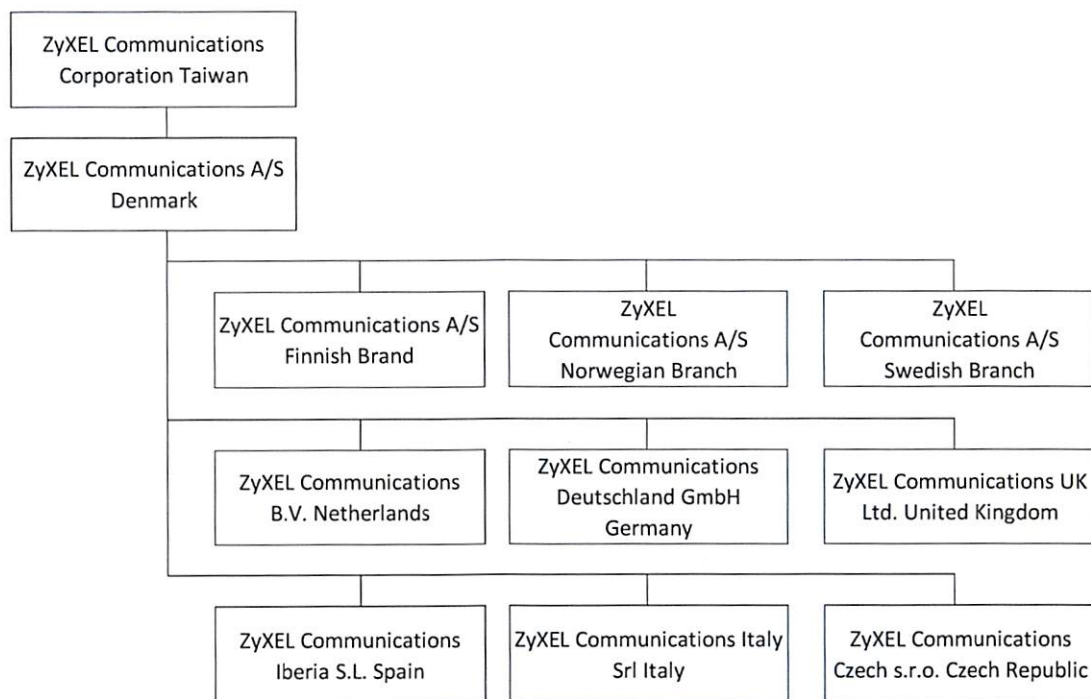 ZyXEL Communications
Corporation Taiwan
ZyXEL Communications A/S
Denmark
ZyXEL Communications A/S
Finnish Brand
ZyXEL
Communications A/S
Norwegian Branch
ZyXEL
Communications A/S
Swedish Branch
ZyXEL Communications
B.V. Netherlands
ZyXEL Communications
Deutschland GmbH
Germany
ZyXEL Communications UK
Ltd. United Kingdom
ZyXEL Communications
Iberia S.L. Spain
ZyXEL Communications Italy
Srl Italy
ZyXEL Communications
Czech s.r.o. Czech Republic